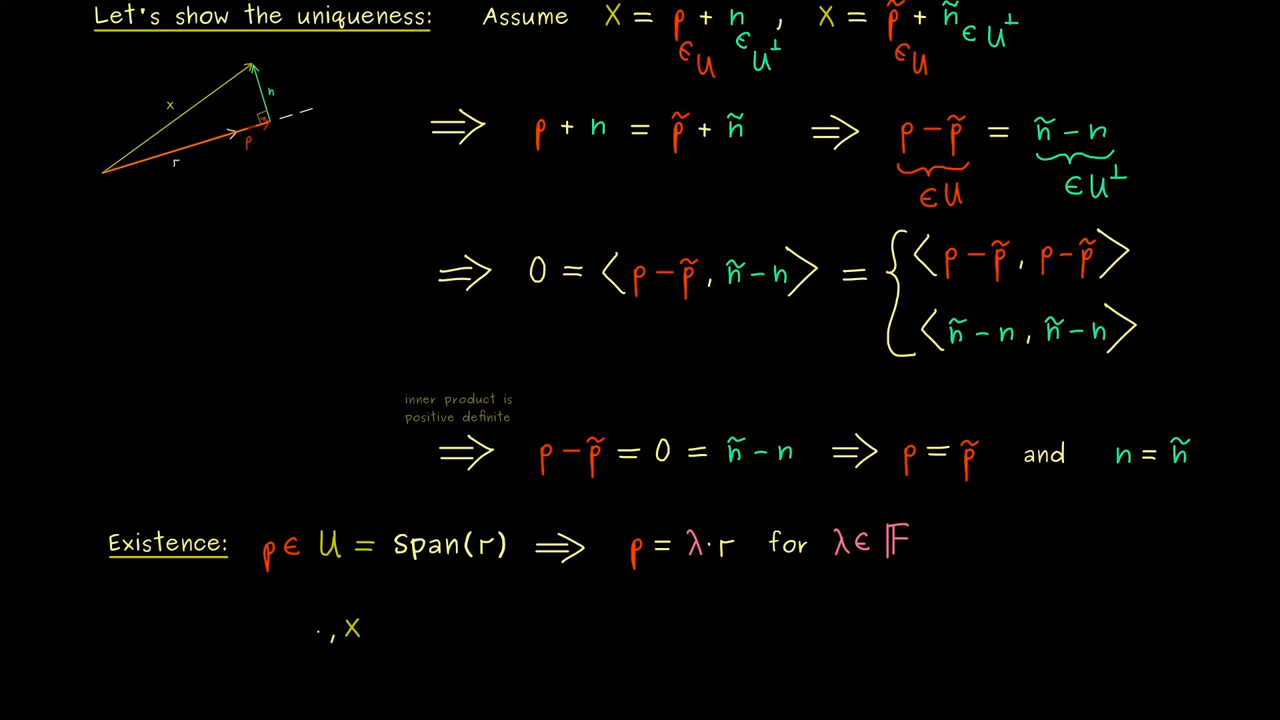 Let's show the uniqueness: Assume X = p + n , X = p̃ + ñ ∈ U⊥
∈ U ∈ U⊥ ∈ U
x n p r
⟹ p + n = p̃ + ñ ⟹ p − p̃ = ñ − n
∈ U ∈ U⊥
⟹ 0 = ⟨p − p̃ , ñ − n⟩ = { ⟨p − p̃ , p − p̃⟩
⟨ñ − n , ñ − n⟩
inner product is
positive definite
⟹ p − p̃ = 0 = ñ − n ⟹ p = p̃ and n = ñ
Existence: p ∈ U = span(r) ⟹ p = λ · r for λ ∈ 𝔽
· , X